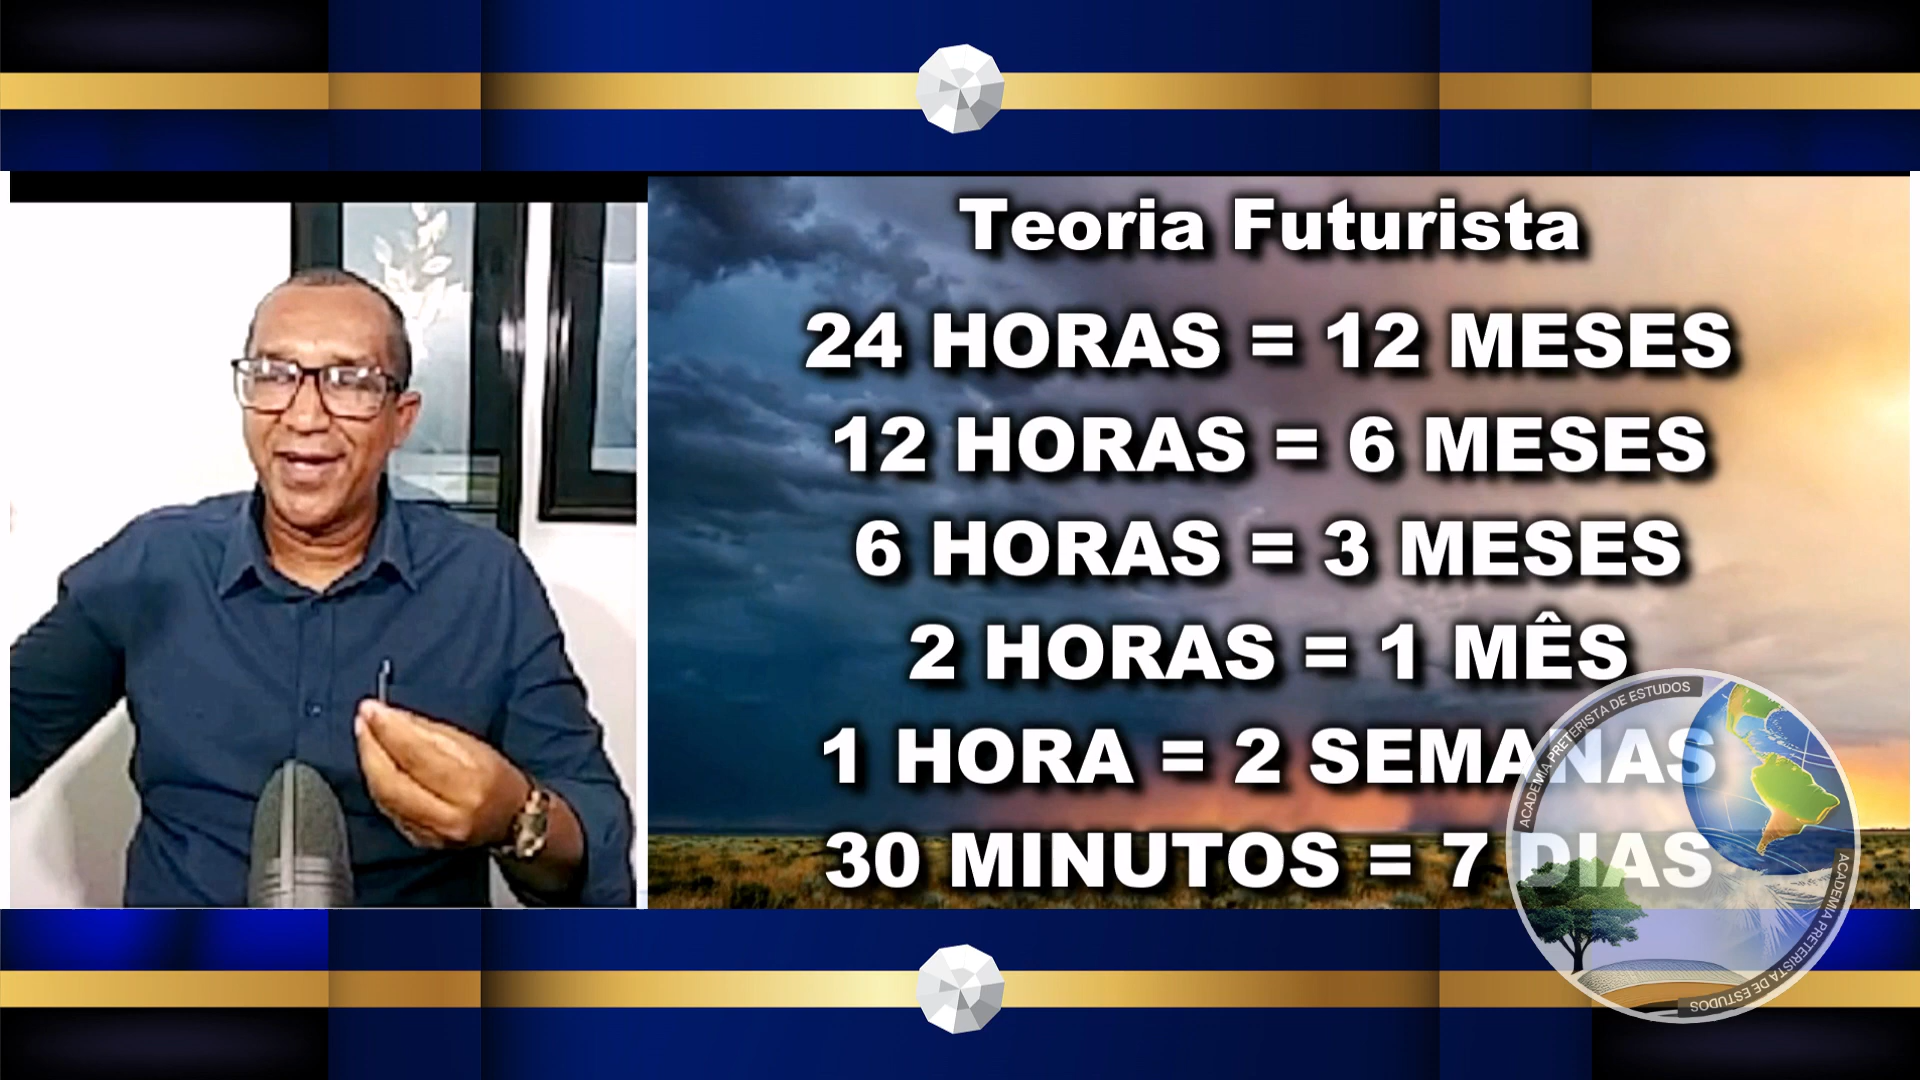 Teoria Futurista
24 HORAS = 12 MESES
12 HORAS = 6 MESES
6 HORAS = 3 MESES
2 HORAS = 1 MÊS
1 HORA = 2 SEMANAS
30 MINUTOS = 7 DIAS
ACADEMIA PRETERISTA DE ESTUDOS
ACADEMIA PRETERISTA DE ESTUDOS